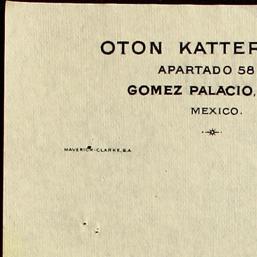 OTON KATTE
APARTADO 58
GOMEZ PALACIO,
MEXICO.
MAVERICK-CLARKE, S.A.